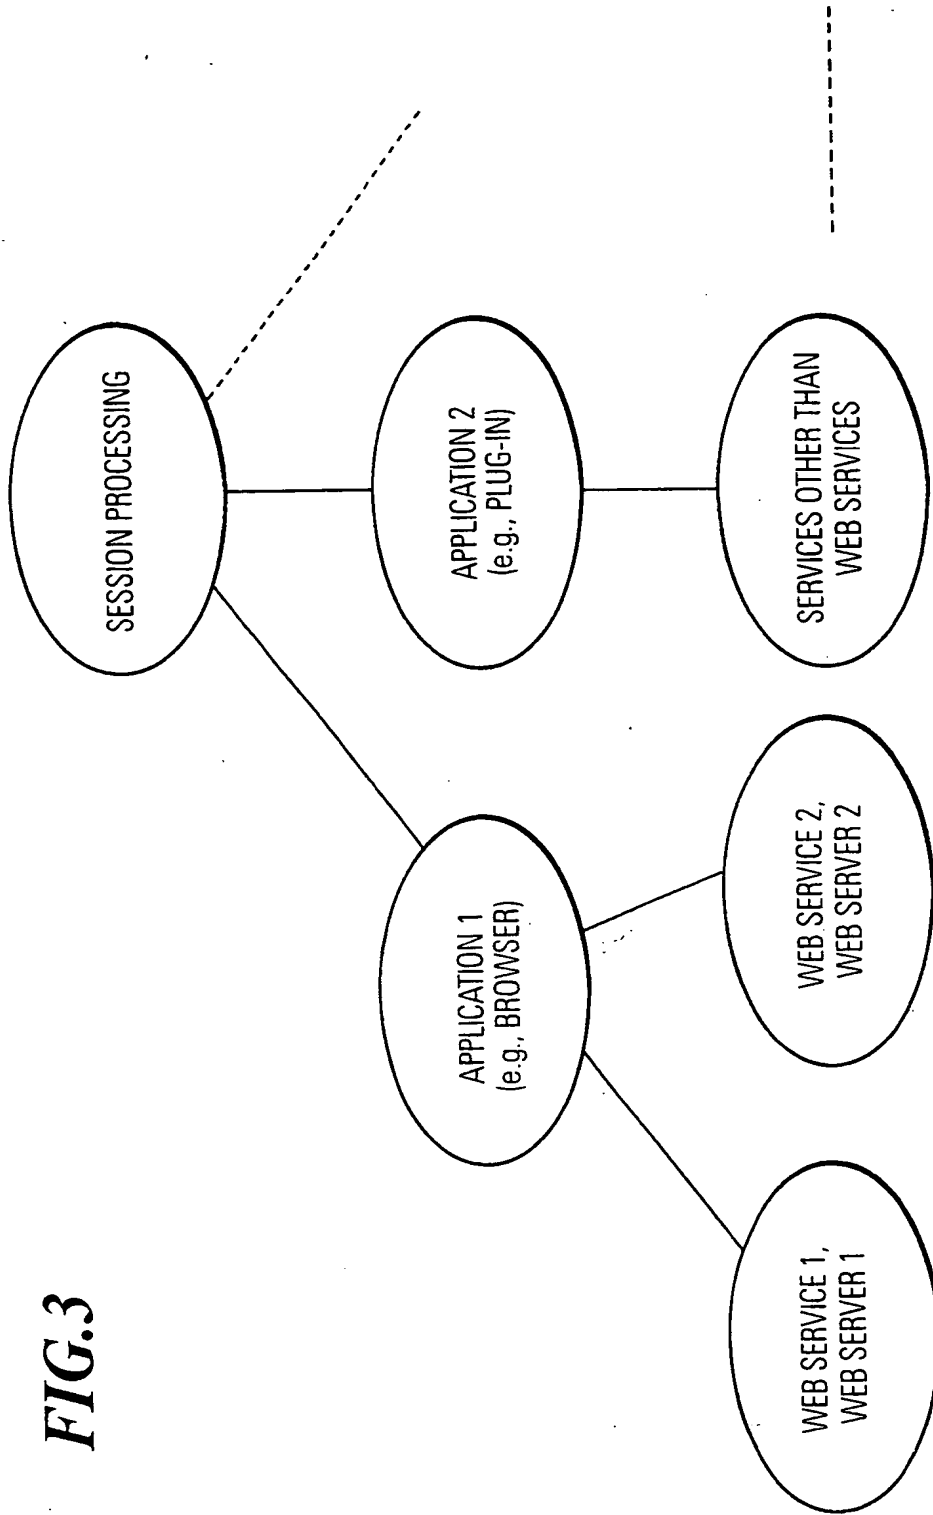 FIG.3
SESSION PROCESSING
APPLICATION 1
(e.g., BROWSER)
APPLICATION 2
(e.g., PLUG-IN)
WEB SERVICE 1,
WEB SERVER 1
WEB SERVICE 2,
WEB SERVER 2
SERVICES OTHER THAN
WEB SERVICES